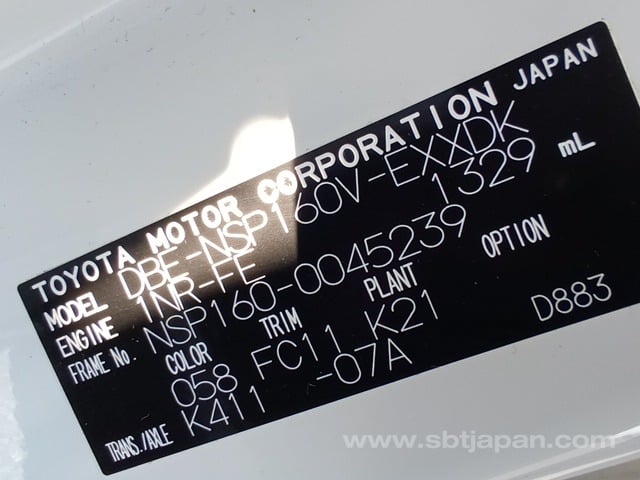 TOYOTA MOTOR CORPORATION JAPAN
MODEL DBE-NSP160V-EXXDK
ENGINE 1NR-FE 1329 mL
FRAME No. NSP160-0045239
COLOR TRIM PLANT OPTION
058 FC11 K21 D883
TRANS./AXLE K411 -07A
www.sbtjapan.com